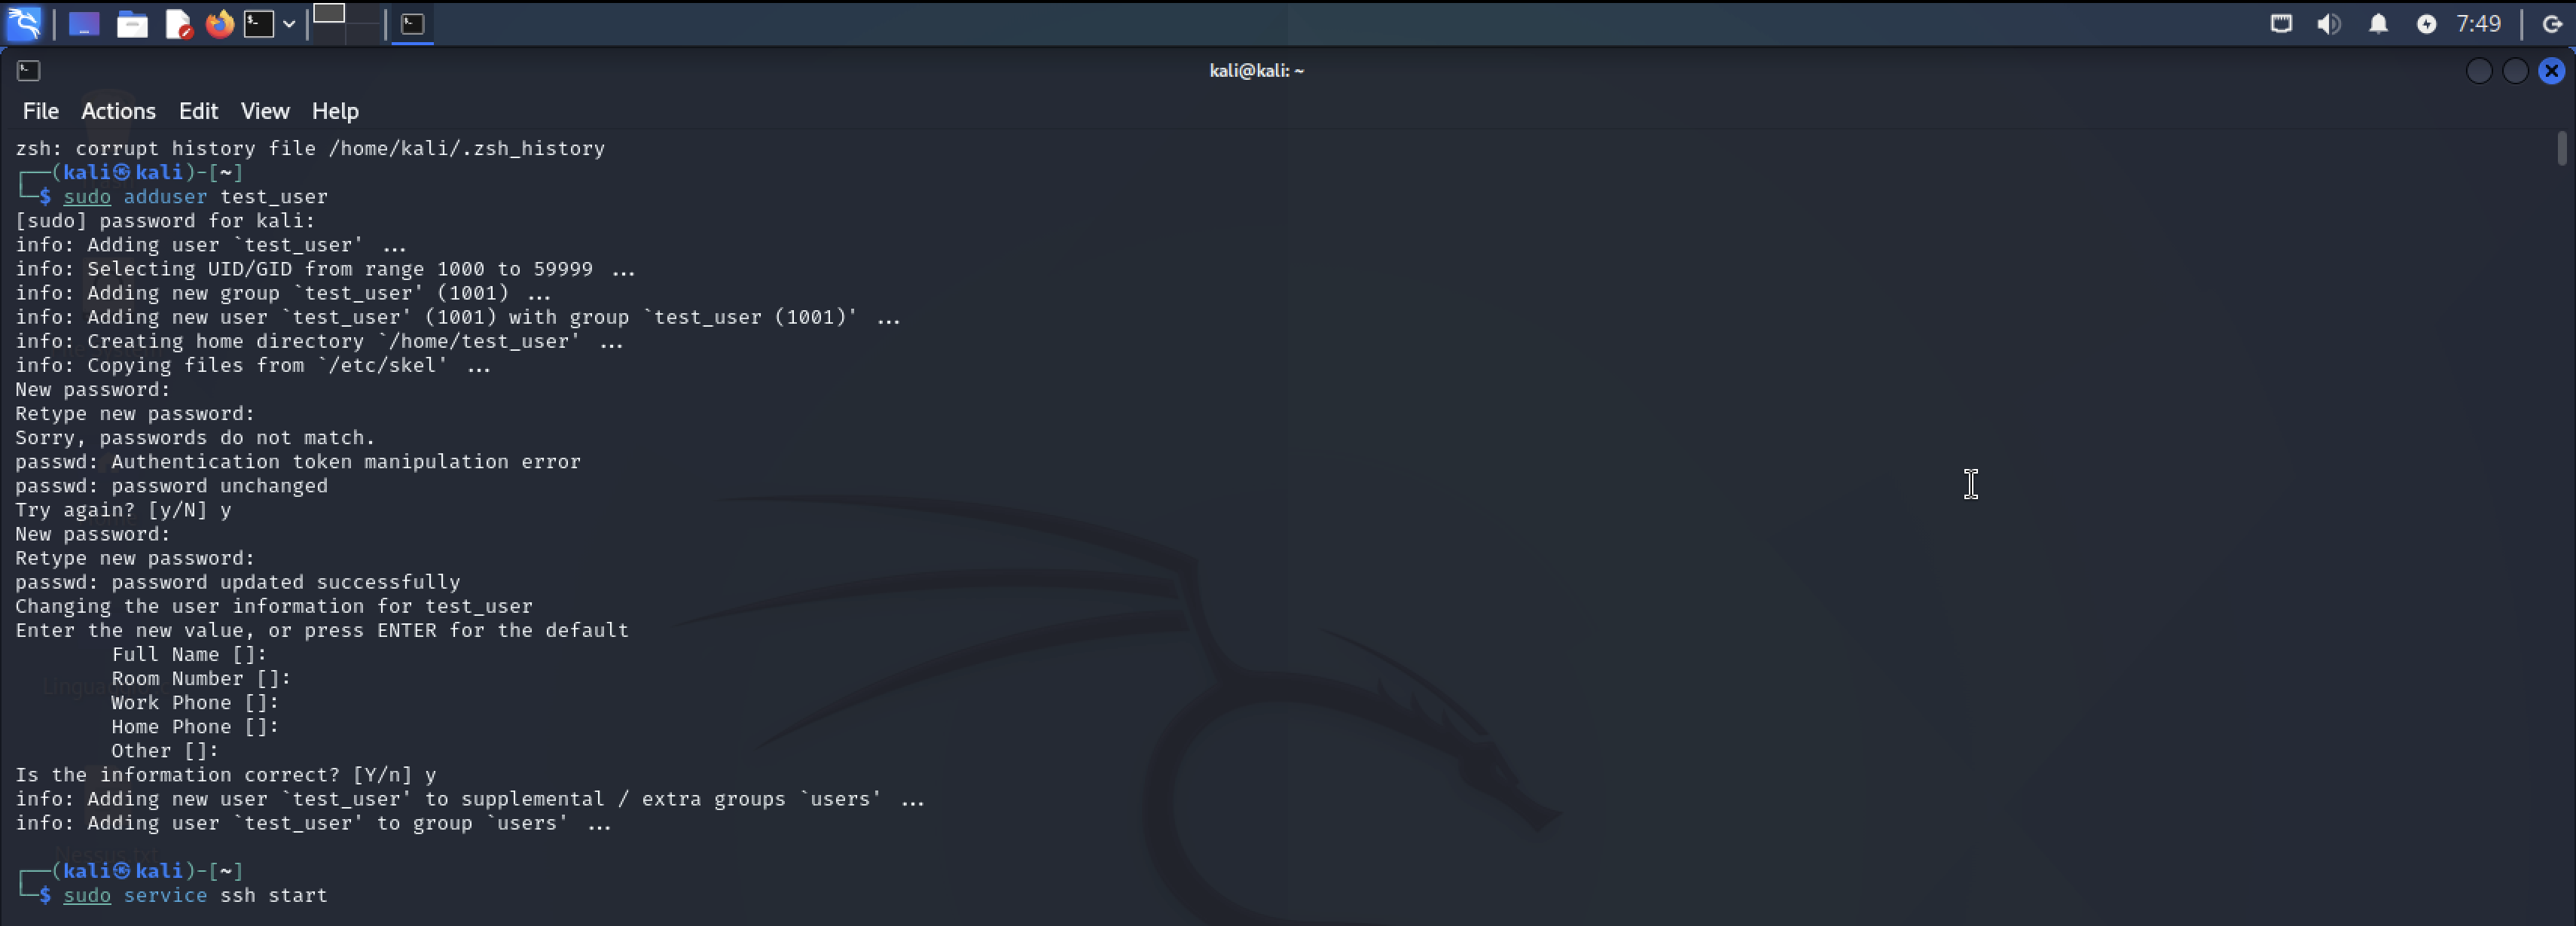 7:49
kali@kali: ~
File Actions Edit View Help
zsh: corrupt history file /home/kali/.zsh_history
┌──(kali㉿kali)-[~]
└─$ sudo adduser test_user
[sudo] password for kali:
info: Adding user `test_user' ...
info: Selecting UID/GID from range 1000 to 59999 ...
info: Adding new group `test_user' (1001) ...
info: Adding new user `test_user' (1001) with group `test_user (1001)' ...
info: Creating home directory `/home/test_user' ...
info: Copying files from `/etc/skel' ...
New password:
Retype new password:
Sorry, passwords do not match.
passwd: Authentication token manipulation error
passwd: password unchanged
Try again? [y/N] y
New password:
Retype new password:
passwd: password updated successfully
Changing the user information for test_user
Enter the new value, or press ENTER for the default
Full Name []:
Room Number []:
Work Phone []:
Home Phone []:
Other []:
Is the information correct? [Y/n] y
info: Adding new user `test_user' to supplemental / extra groups `users' ...
info: Adding user `test_user' to group `users' ...
┌──(kali㉿kali)-[~]
└─$ sudo service ssh start